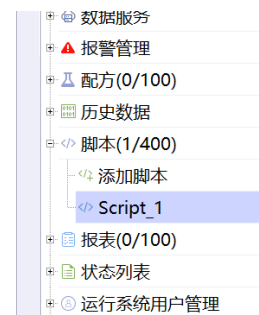 数据服务
报警管理
配方(0/100)
历史数据
脚本(1/400)
添加脚本
Script_1
报表(0/100)
状态列表
运行系统用户管理